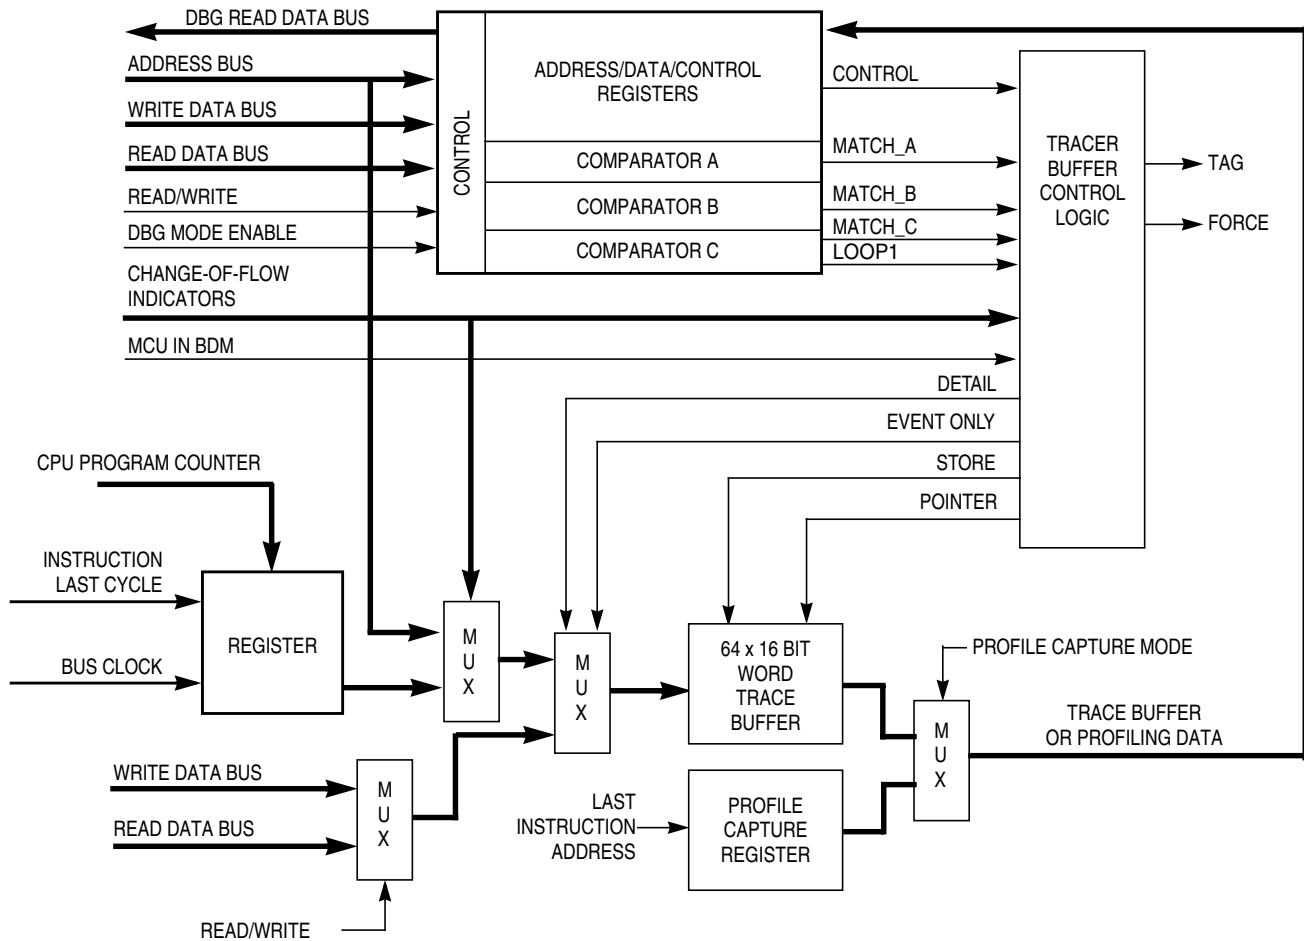 DBG READ DATA BUS
ADDRESS BUS
WRITE DATA BUS
READ DATA BUS
READ/WRITE
DBG MODE ENABLE
CHANGE-OF-FLOW
INDICATORS
MCU IN BDM
CONTROL
ADDRESS/DATA/CONTROL
REGISTERS
COMPARATOR A
COMPARATOR B
COMPARATOR C
CONTROL
MATCH_A
MATCH_B
MATCH_C
LOOP1
TRACER
BUFFER
CONTROL
LOGIC
TAG
FORCE
DETAIL
EVENT ONLY
STORE
POINTER
CPU PROGRAM COUNTER
INSTRUCTION
LAST CYCLE
BUS CLOCK
REGISTER
M
U
X
M
U
X
64 x 16 BIT
WORD
TRACE
BUFFER
PROFILE CAPTURE MODE
M
U
X
TRACE BUFFER
OR PROFILING DATA
WRITE DATA BUS
READ DATA BUS
M
U
X
READ/WRITE
LAST
INSTRUCTION
ADDRESS
PROFILE
CAPTURE
REGISTER